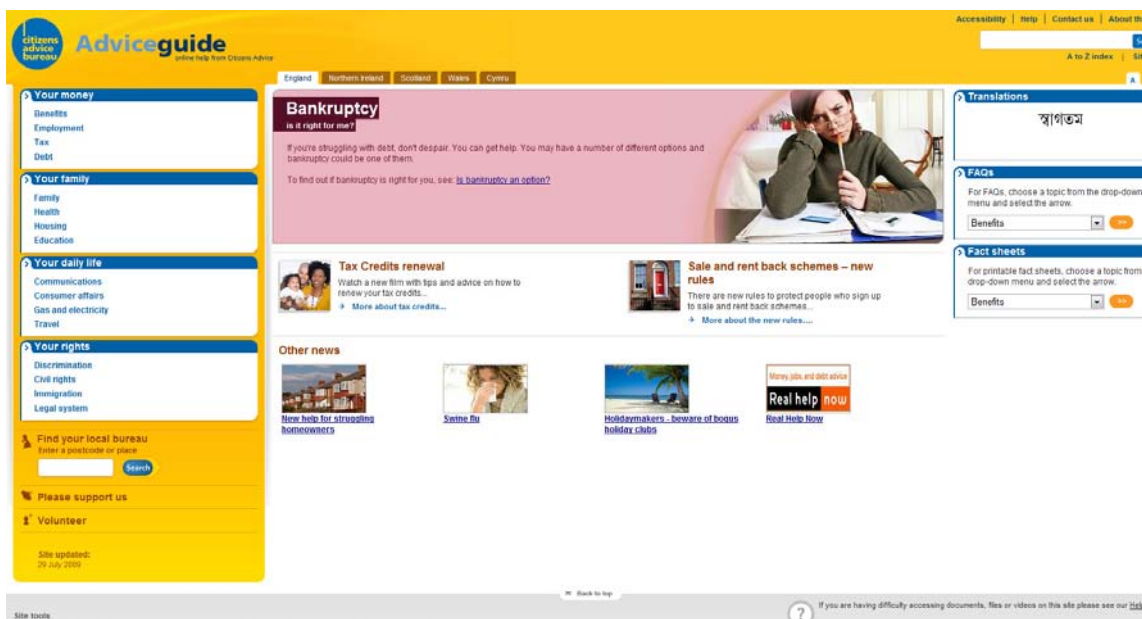 citizens
advice
bureau
Adviceguide
online help from Citizens Advice
Accessibility | Help | Contact us | About
A to Z index |
England
Northern Ireland
Scotland
Wales
Cymru
A
Your money
Benefits
Employment
Tax
Debt
Your family
Family
Health
Housing
Education
Your daily life
Communications
Consumer affairs
Gas and electricity
Travel
Your rights
Discrimination
Civil rights
Immigration
Legal system
Find your local bureau
Enter a postcode or place
Search
Please support us
Volunteer
Site updated:
29 July 2009
Bankruptcy
is it right for me?
If you're struggling with debt, don't despair. You can get help. You may have a number of different options and
bankruptcy could be one of them.
To find out if bankruptcy is right for you, see: Is bankruptcy an option?
Tax Credits renewal
Watch a new film with tips and advice on how to
renew your tax credits...
More about tax credits...
Sale and rent back schemes – new
rules
There are new rules to protect people who sign up
to sale and rent back schemes...
More about the new rules....
Other news
New help for struggling
homeowners
Swine flu
Holidaymakers - beware of bogus
holiday clubs
Money, jobs, and debt advice
Real help now
Real Help Now
Translations
স্বাগতম
FAQs
For FAQs, choose a topic from the drop-down
menu and select the arrow.
Benefits
>>
Fact sheets
For printable fact sheets, choose a topic from
drop-down menu and select the arrow.
Benefits
>>
Back to top
Site tools
? If you are having difficulty accessing documents, files or videos on this site please see our Help